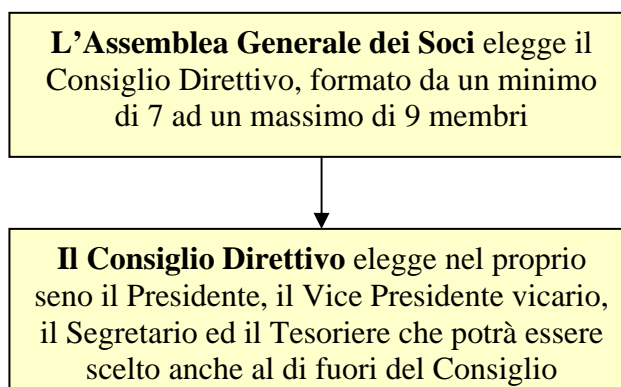 L'Assemblea Generale dei Soci elegge il
Consiglio Direttivo, formato da un minimo
di 7 ad un massimo di 9 membri
Il Consiglio Direttivo elegge nel proprio
seno il Presidente, il Vice Presidente vicario,
il Segretario ed il Tesoriere che potrà essere
scelto anche al di fuori del Consiglio